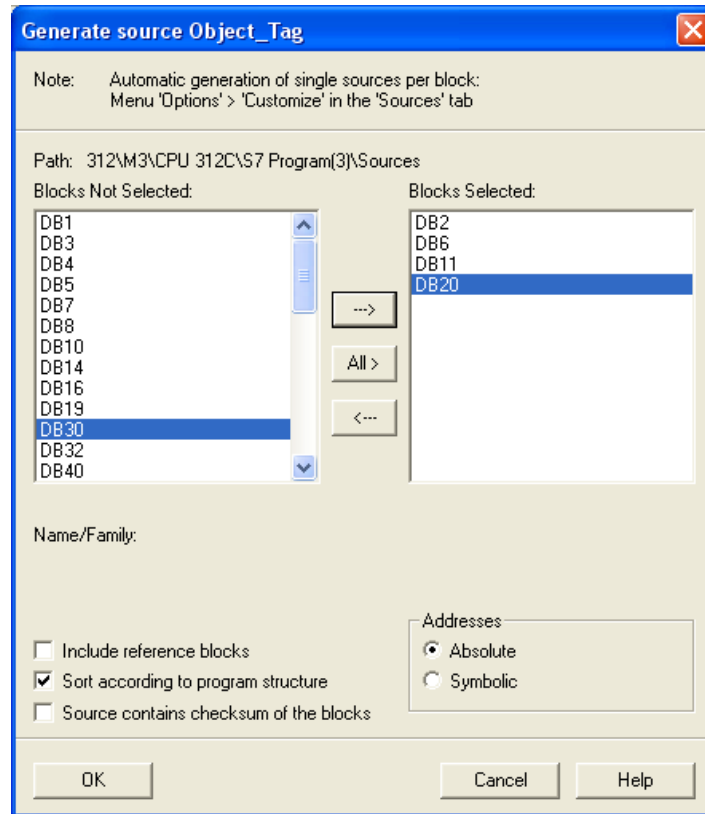 Generate source Object_Tag
Note: Automatic generation of single sources per block:
Menu 'Options' > 'Customize' in the 'Sources' tab
Path: 312\M3\CPU 312C\S7 Program(3)\Sources
Blocks Not Selected:
DB1
DB3
DB4
DB5
DB7
DB8
DB10
DB14
DB16
DB19
DB30
DB32
DB40
--->
All >
<---
Blocks Selected:
DB2
DB6
DB11
DB20
Name/Family:
Include reference blocks
Sort according to program structure
Source contains checksum of the blocks
Addresses
Absolute
Symbolic
OK
Cancel
Help